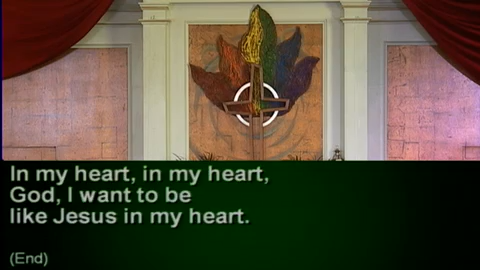 In my heart, in my heart,
God, I want to be
like Jesus in my heart.
(End)